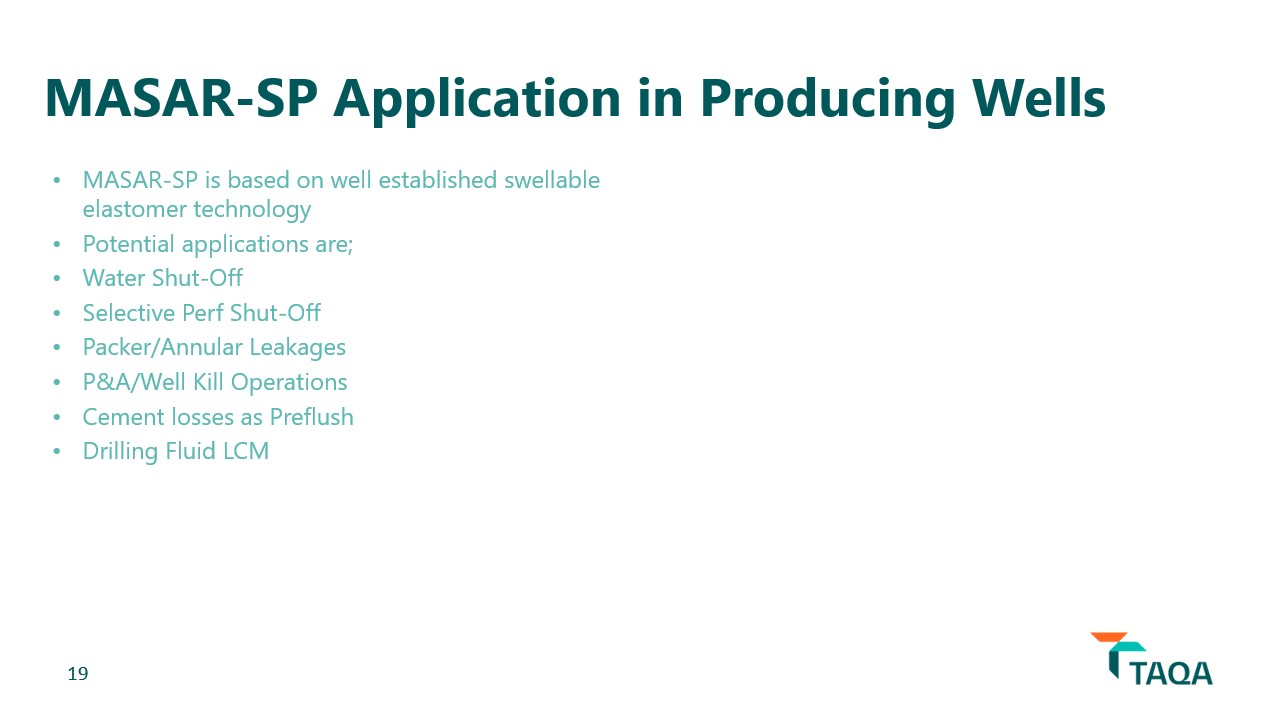 MASAR-SP Application in Producing Wells
• MASAR-SP is based on well established swellable
elastomer technology
• Potential applications are;
• Water Shut-Off
• Selective Perf Shut-Off
• Packer/Annular Leakages
• P&A/Well Kill Operations
• Cement losses as Preflush
• Drilling Fluid LCM
19
TAQA